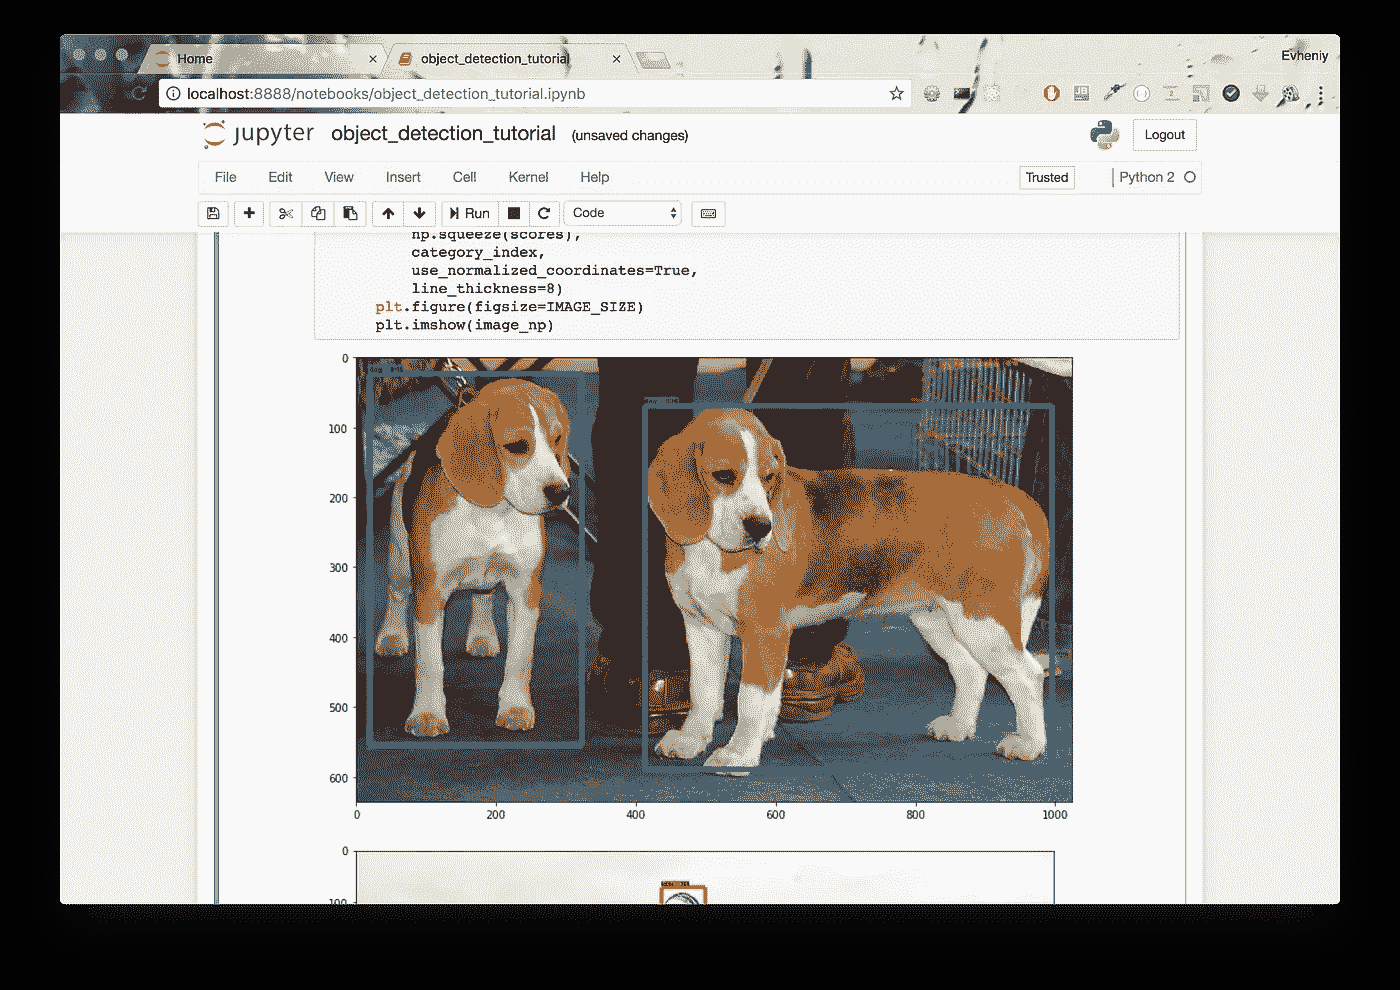 Home
object_detection_tutorial
Evheniy
localhost:8888/notebooks/object_detection_tutorial.ipynb
jupyter object_detection_tutorial (unsaved changes)
Logout
File Edit View Insert Cell Kernel Help
Trusted
Python 2
Run
Code
np.squeeze(scores),
category_index,
use_normalized_coordinates=True,
line_thickness=8)
plt.figure(figsize=IMAGE_SIZE)
plt.imshow(image_np)
0
100
200
300
400
500
600
0 200 400 600 800 1000
0
100